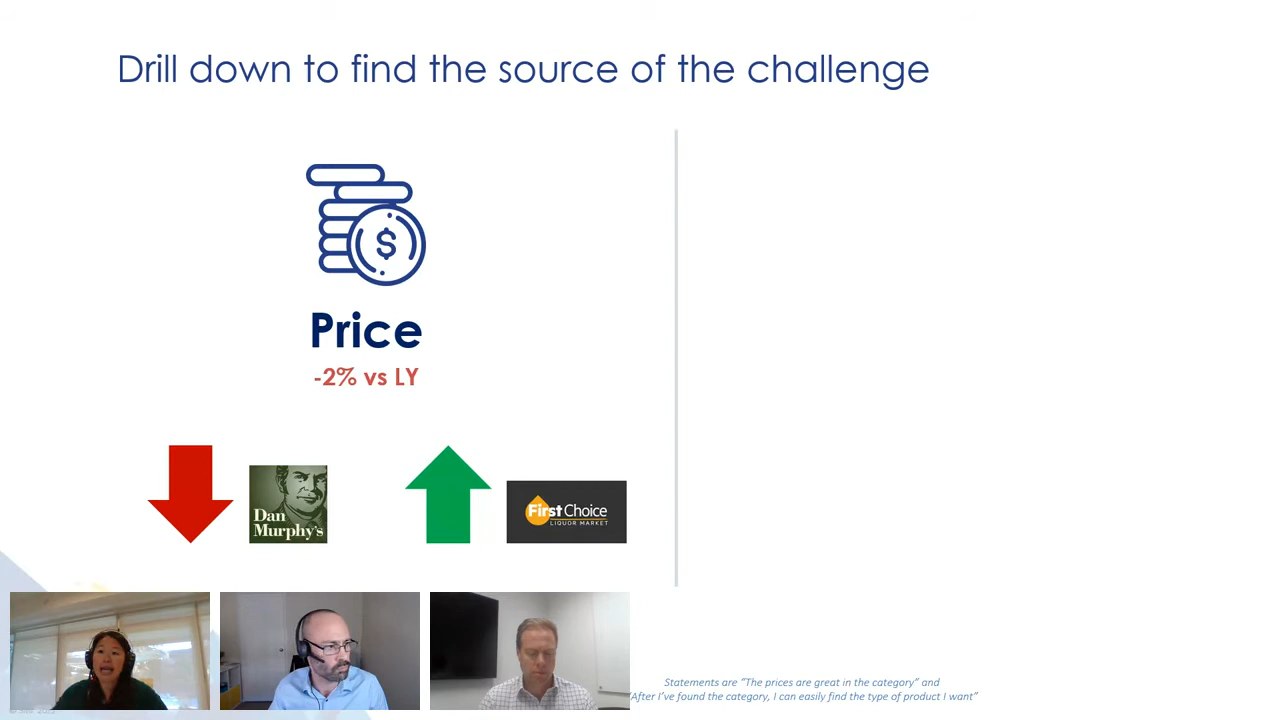 Drill down to find the source of the challenge
$
Price
-2% vs LY
Dan
Murphy's
First Choice
LIQUOR MARKET
Statements are "The prices are great in the category" and
"After I've found the category, I can easily find the type of product I want"